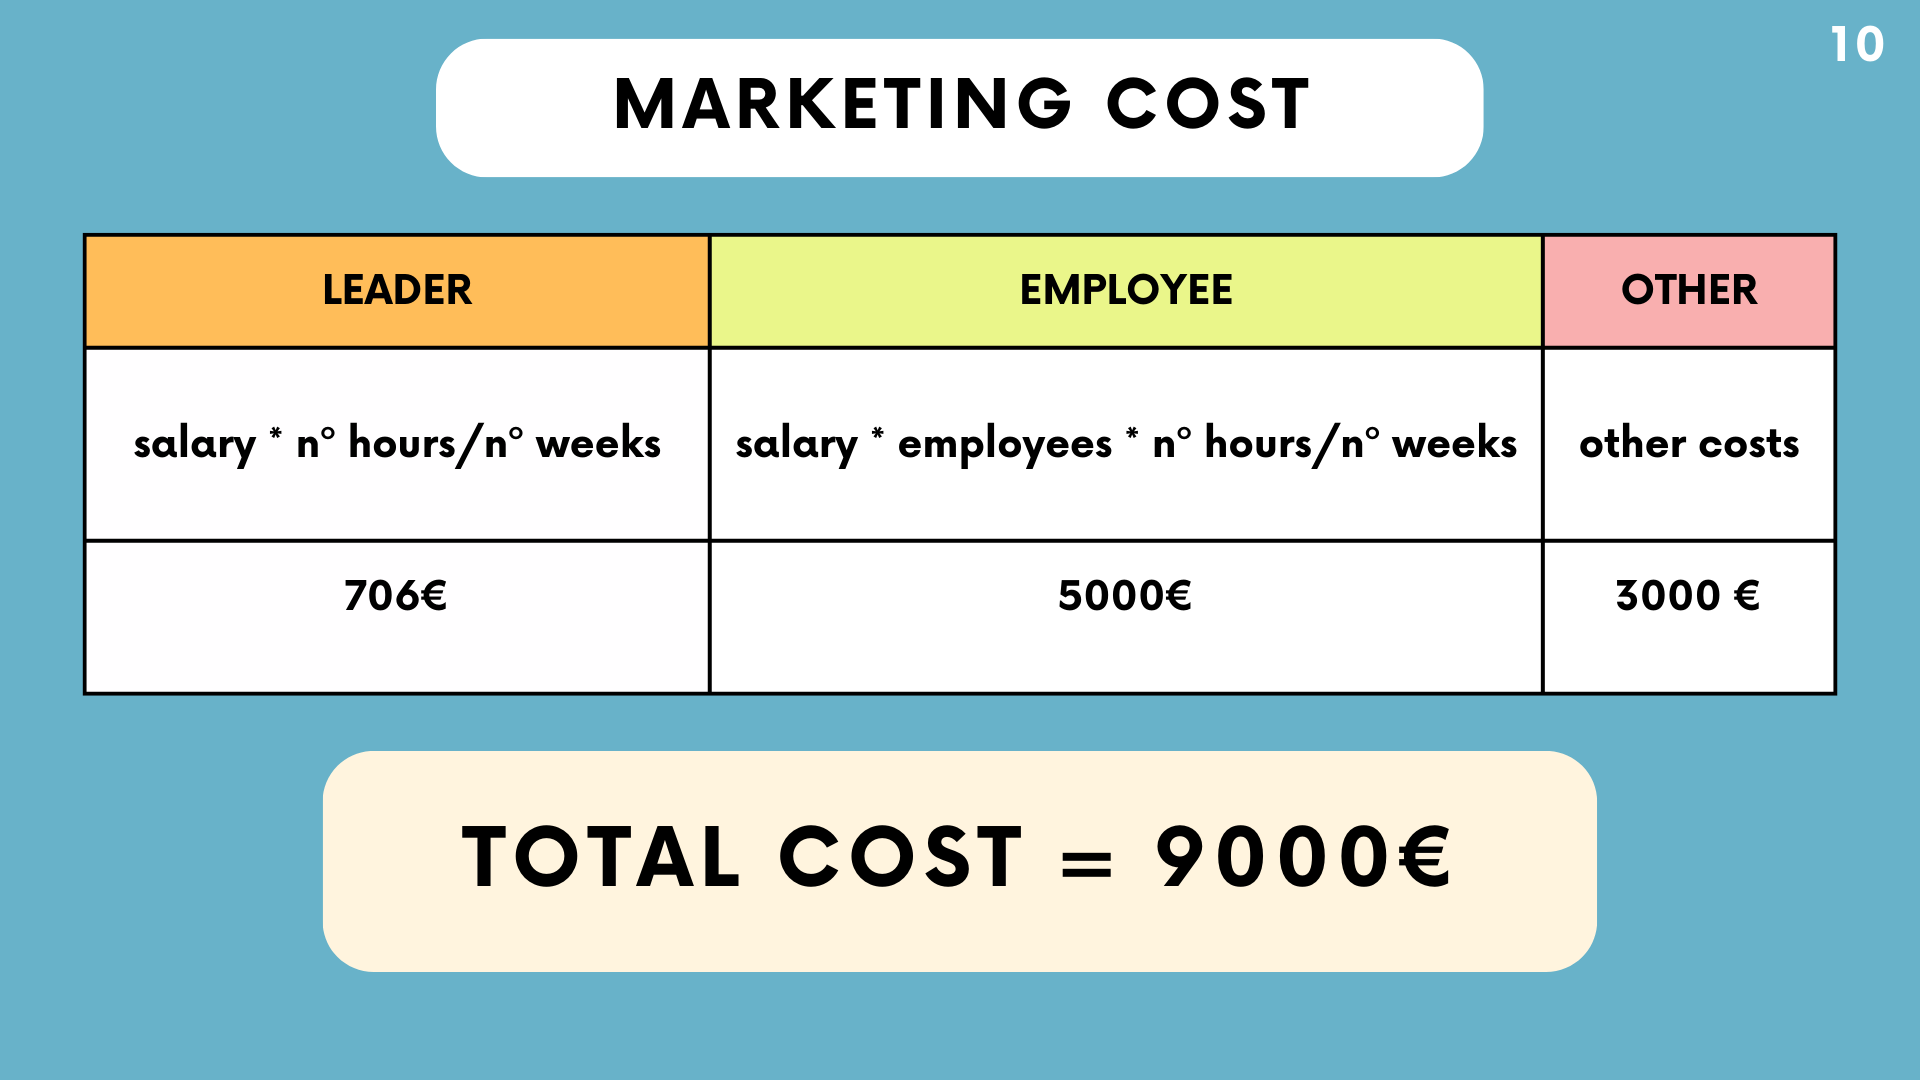 10
MARKETING COST
LEADER
EMPLOYEE
OTHER
salary * n° hours/n° weeks
salary * employees * n° hours/n° weeks
other costs
706€
5000€
3000 €
TOTAL COST = 9000€